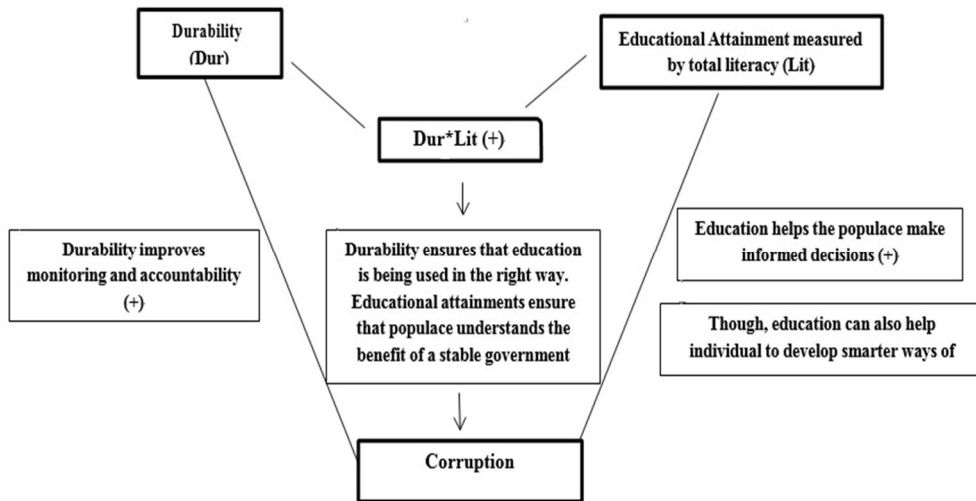 Durability
(Dur)
Educational Attainment measured
by total literacy (Lit)
Dur*Lit (+)
Durability improves
monitoring and accountability
(+)
Durability ensures that education
is being used in the right way.
Educational attainments ensure
that populace understands the
benefit of a stable government
Education helps the populace make
informed decisions (+)
Though, education can also help
individual to develop smarter ways of
Corruption